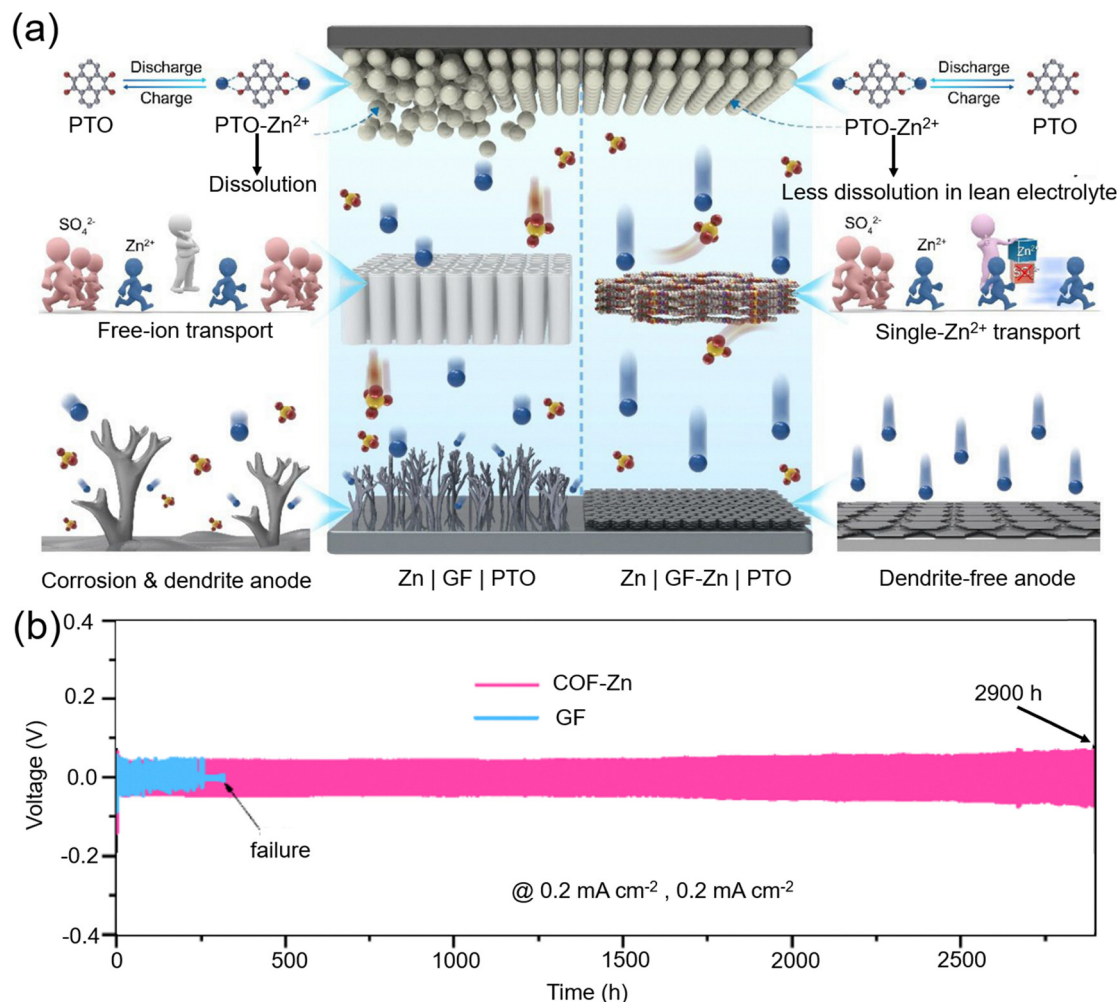 (a)
Discharge
Charge
PTO
PTO-Zn²⁺
Dissolution
Discharge
Charge
PTO-Zn²⁺
PTO
Less dissolution in lean electrolyte
SO₄²⁻
Zn²⁺
Free-ion transport
SO₄²⁻
Zn²⁺
Single-Zn²⁺ transport
Corrosion & dendrite anode
Zn | GF | PTO
Zn | GF-Zn | PTO
Dendrite-free anode
(b)
Voltage (V)
0.4
0.2
0.0
-0.2
-0.4
COF-Zn
GF
2900 h
failure
@ 0.2 mA cm⁻² , 0.2 mA cm⁻²
0 500 1000 1500 2000 2500
Time (h)